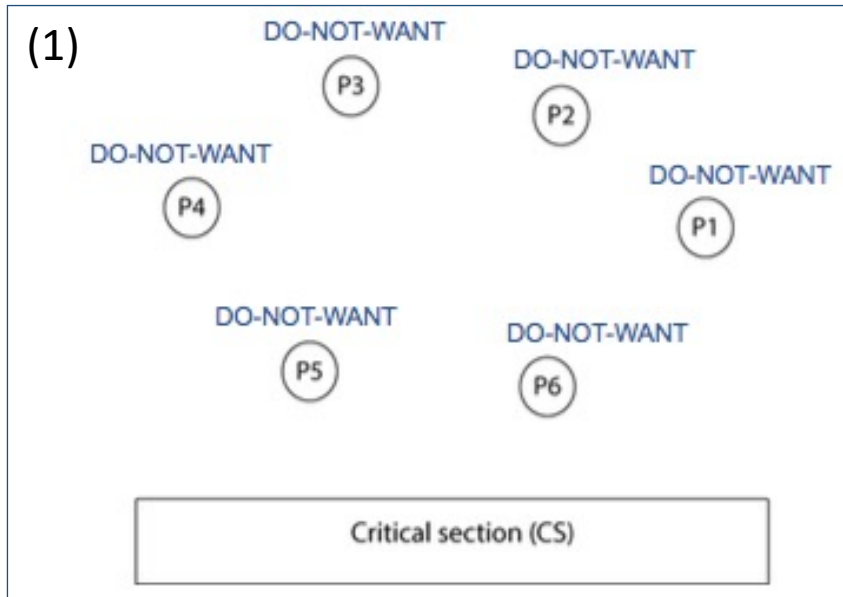 (1)
DO-NOT-WANT
P3
DO-NOT-WANT
P2
DO-NOT-WANT
P4
DO-NOT-WANT
P1
DO-NOT-WANT
P5
DO-NOT-WANT
P6
Critical section (CS)